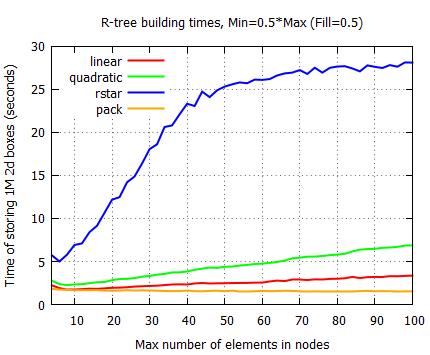 R-tree building times, Min=0.5*Max (Fill=0.5)
Time of storing 1M 2d boxes (seconds)
30
25
20
15
10
5
0
linear
quadratic
rstar
pack
10 20 30 40 50 60 70 80 90 100
Max number of elements in nodes